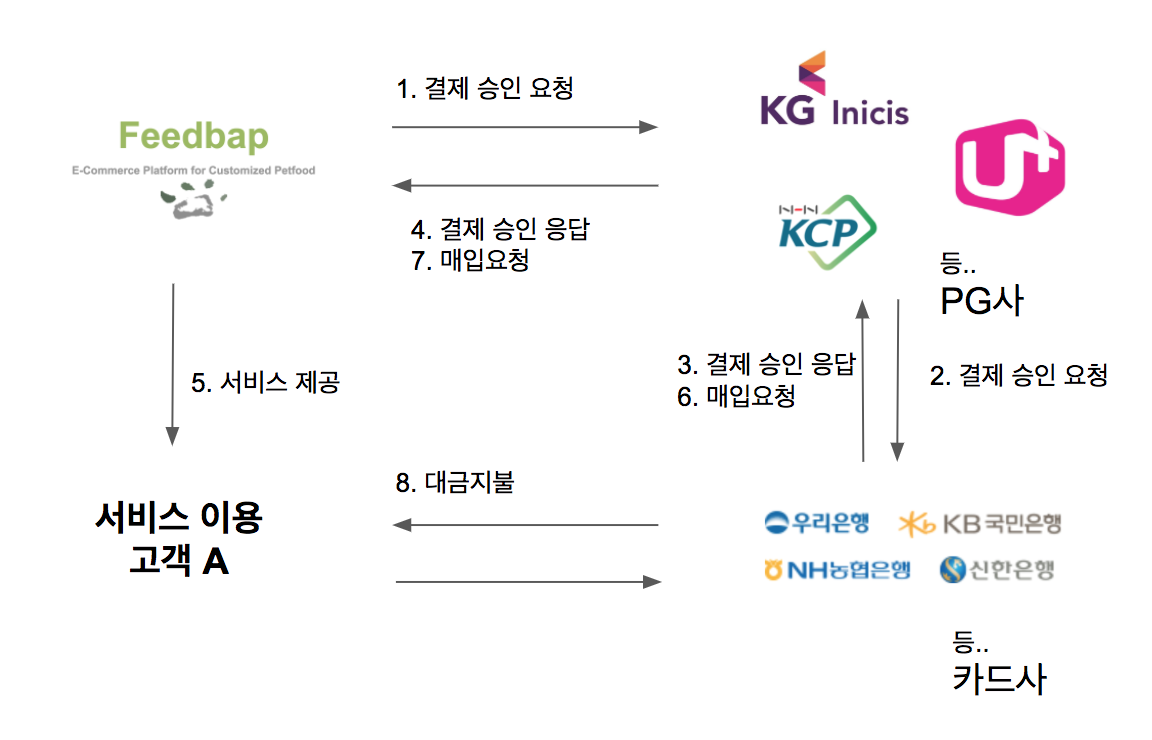 1. 결제 승인 요청
KG Inicis
Feedbap
E-Commerce Platform for Customized Petfood
U+
NHN
KCP
4. 결제 승인 응답
7. 매입요청
등..
PG사
3. 결제 승인 응답
6. 매입요청
2. 결제 승인 요청
5. 서비스 제공
8. 대금지불
서비스 이용
고객 A
우리은행
Kb KB국민은행
NH농협은행
신한은행
등..
카드사